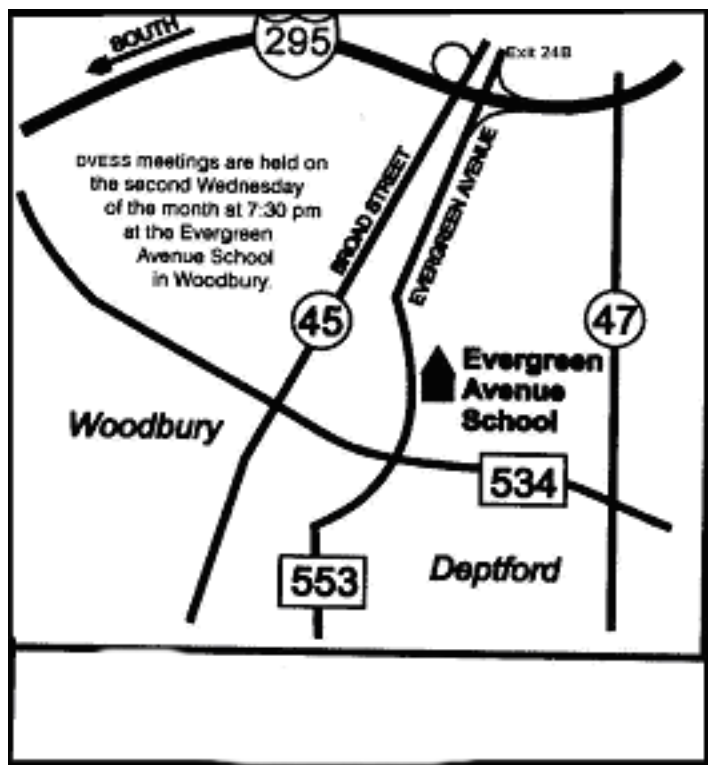 SOUTH
295
Exit 24B
DVESS meetings are held on
the second Wednesday
of the month at 7:30 pm
at the Evergreen
Avenue School
in Woodbury.
BROAD STREET
EVERGREEN AVENUE
45
47
Evergreen
Avenue
School
Woodbury
534
553
Deptford